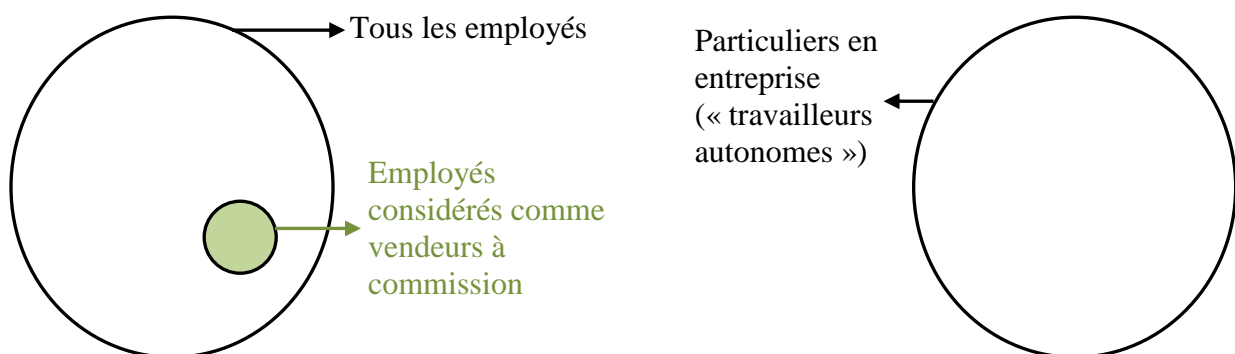 Tous les employés
Employés
considérés comme
vendeurs à
commission
Particuliers en
entreprise
(« travailleurs
autonomes »)